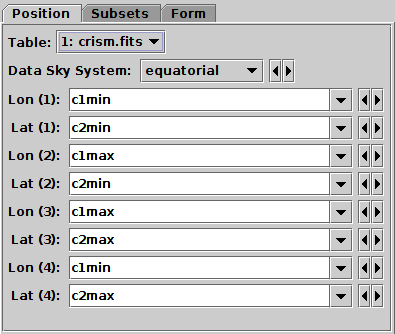 Position Subsets Form
Table: 1: crism.fits
Data Sky System: equatorial
Lon (1): c1min
Lat (1): c2min
Lon (2): c1max
Lat (2): c2min
Lon (3): c1max
Lat (3): c2max
Lon (4): c1min
Lat (4): c2max